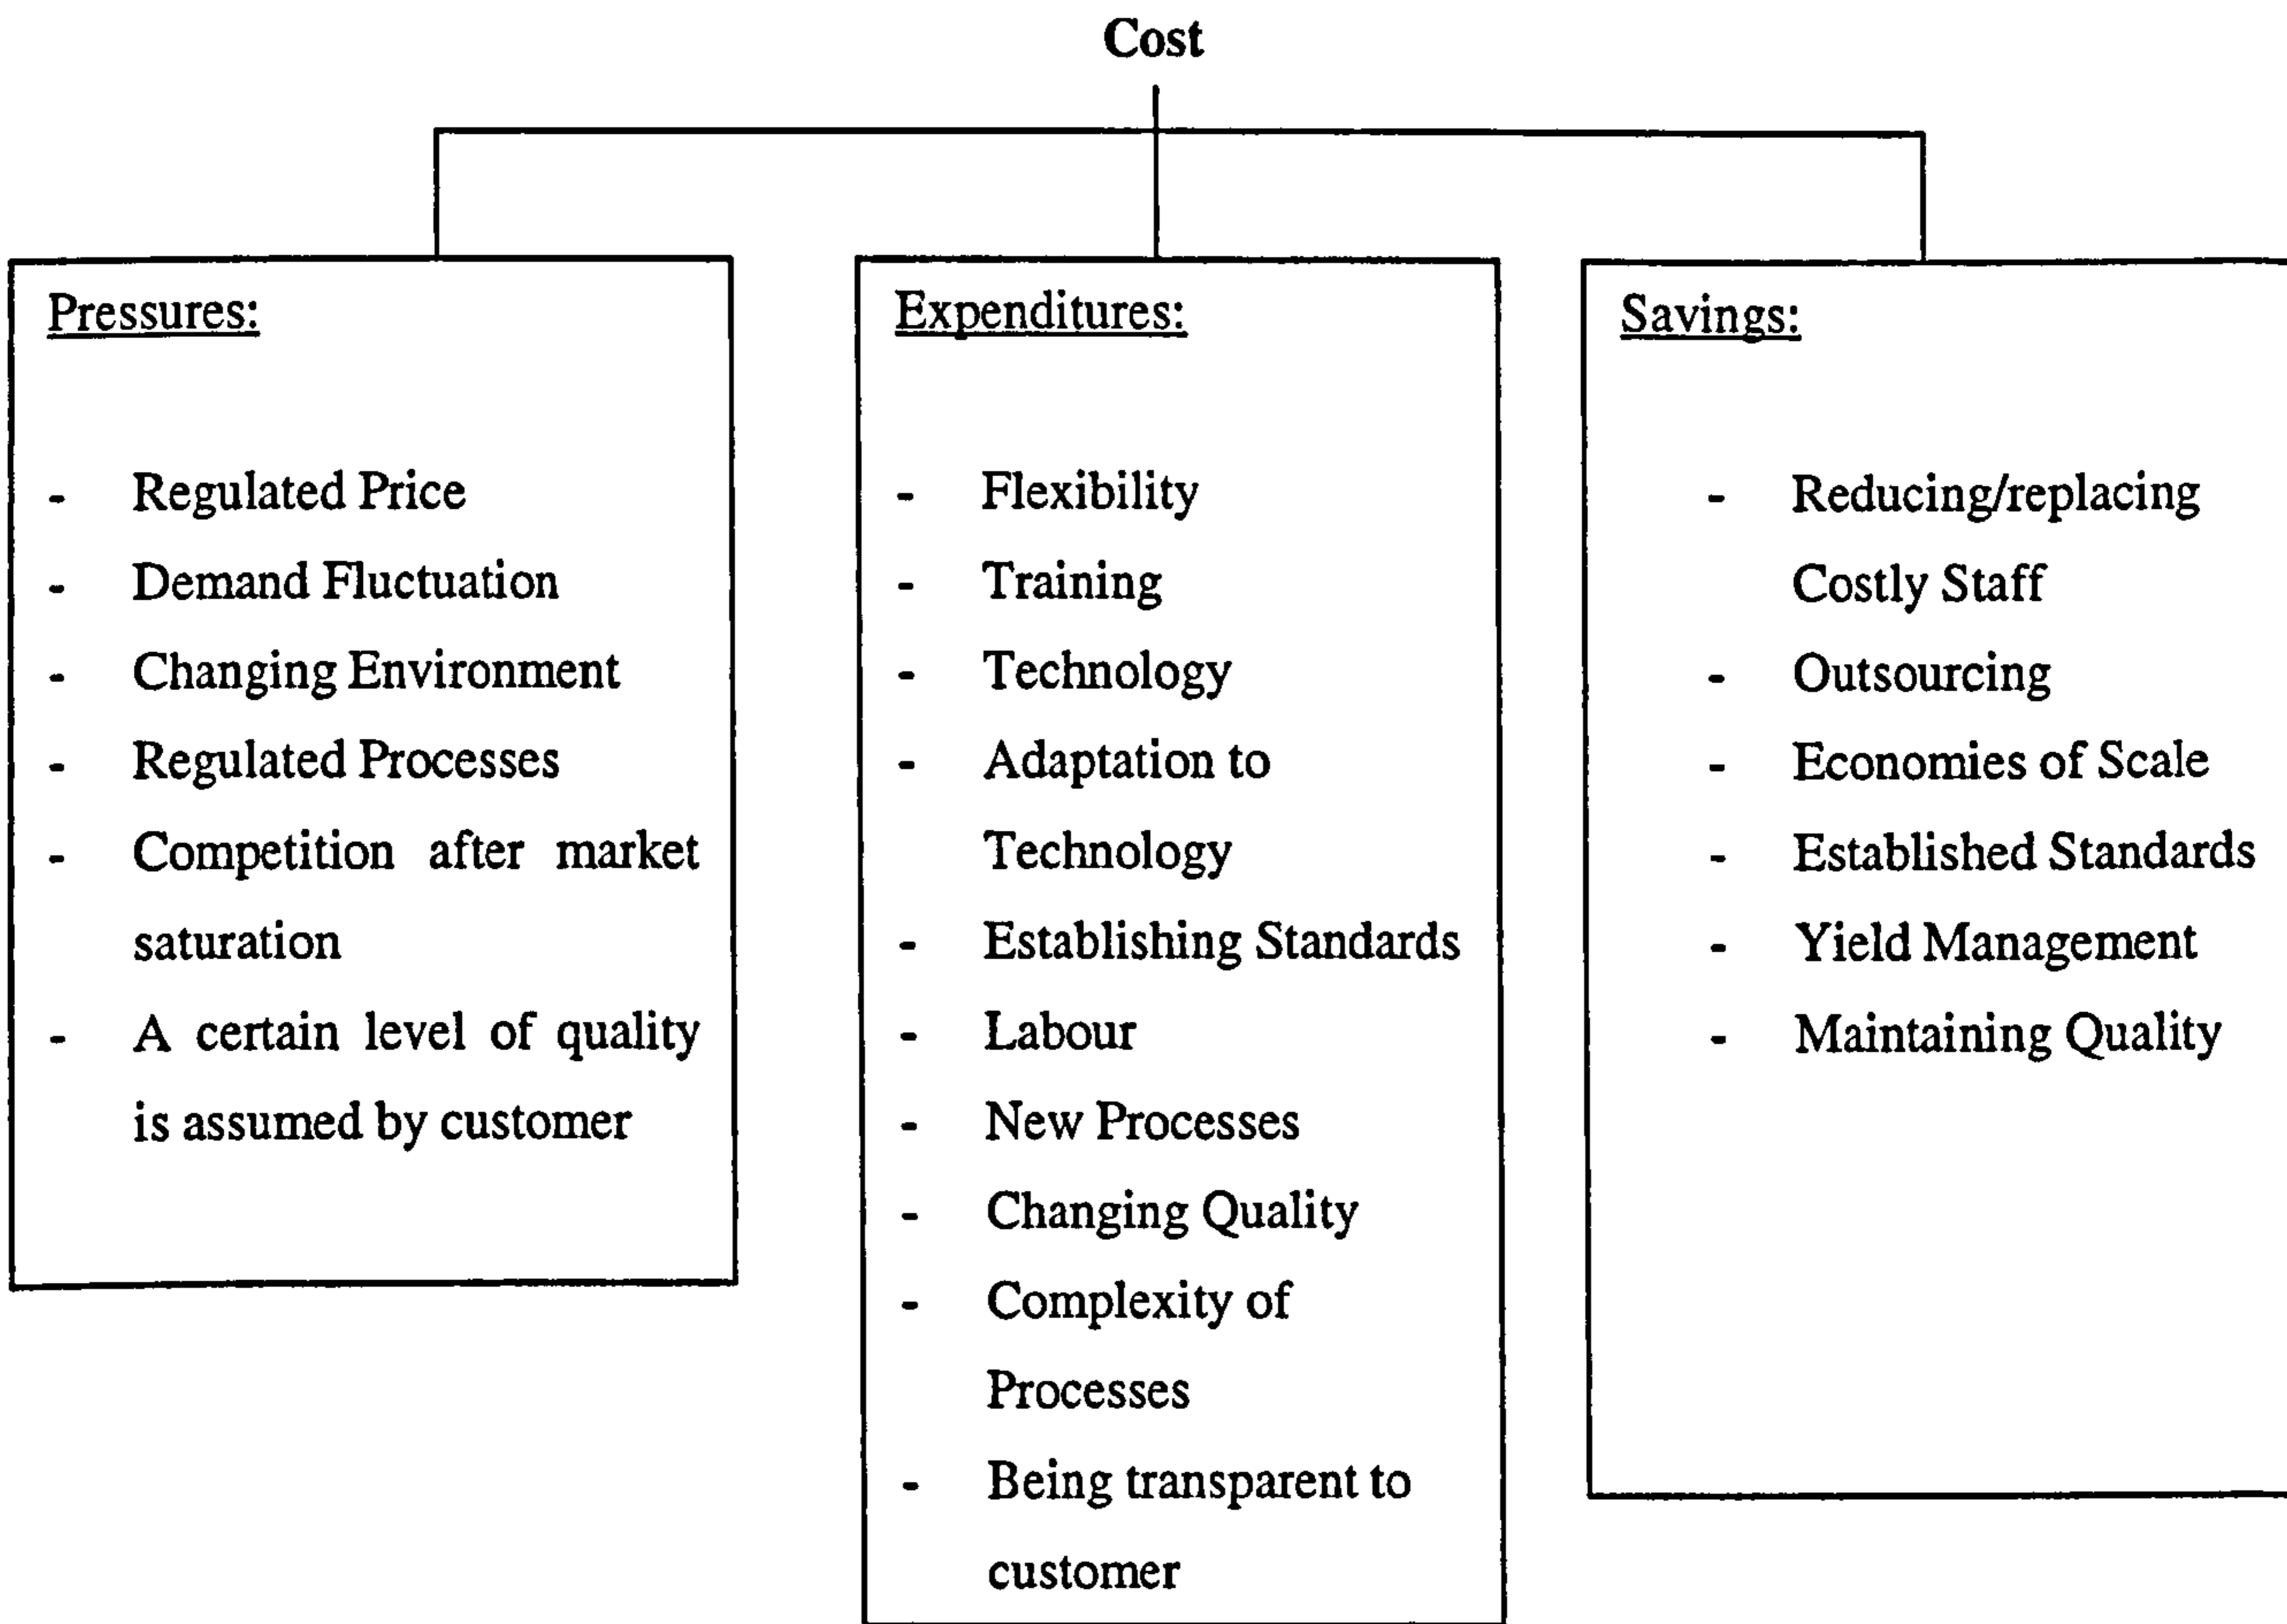 Cost
Pressures:
- Regulated Price
- Demand Fluctuation
- Changing Environment
- Regulated Processes
- Competition after market
saturation
- A certain level of quality
is assumed by customer
Expenditures:
- Flexibility
- Training
- Technology
- Adaptation to
Technology
- Establishing Standards
- Labour
- New Processes
- Changing Quality
- Complexity of
Processes
- Being transparent to
customer
Savings:
- Reducing/replacing
Costly Staff
- Outsourcing
- Economies of Scale
- Established Standards
- Yield Management
- Maintaining Quality